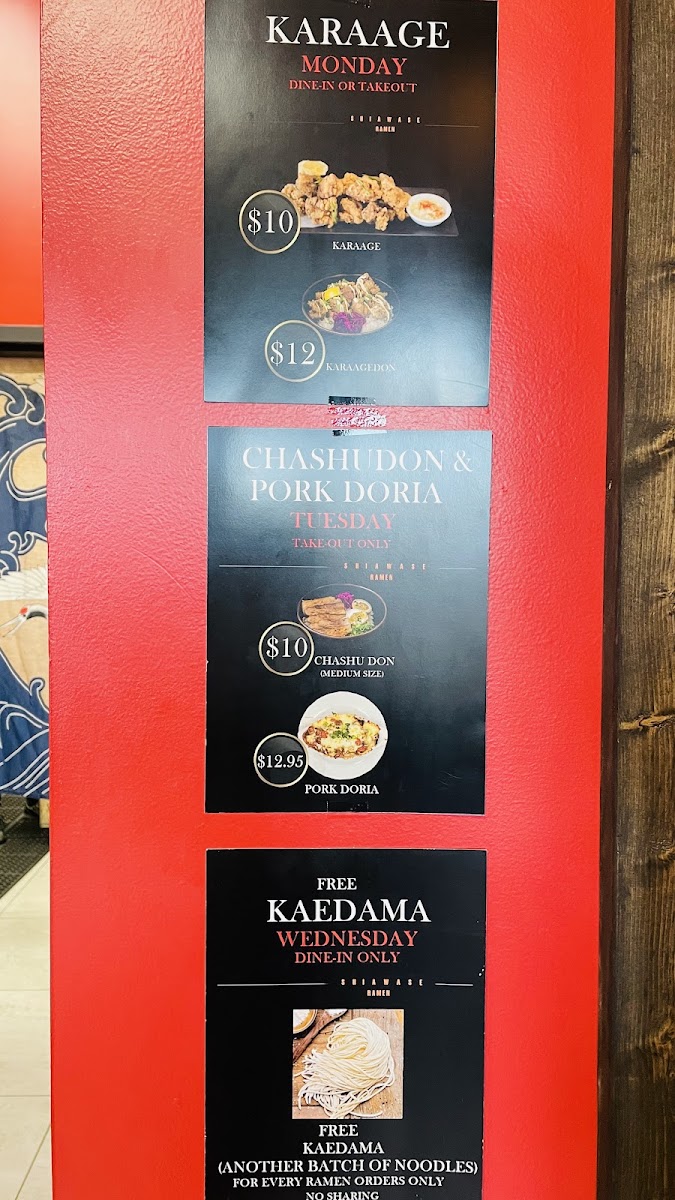 KARAAGE
MONDAY
DINE-IN OR TAKEOUT
SHIAWASE
RAMEN
$10
KARAAGE
$12
KARAAGEDON
CHASHUDON &
PORK DORIA
TUESDAY
TAKE-OUT ONLY
SHIAWASE
RAMEN
$10
CHASHU DON
(MEDIUM SIZE)
$12.95
PORK DORIA
FREE
KAEDAMA
WEDNESDAY
DINE-IN ONLY
SHIAWASE
RAMEN
FREE
KAEDAMA
(ANOTHER BATCH OF NOODLES)
FOR EVERY RAMEN ORDERS ONLY
NO SHARING